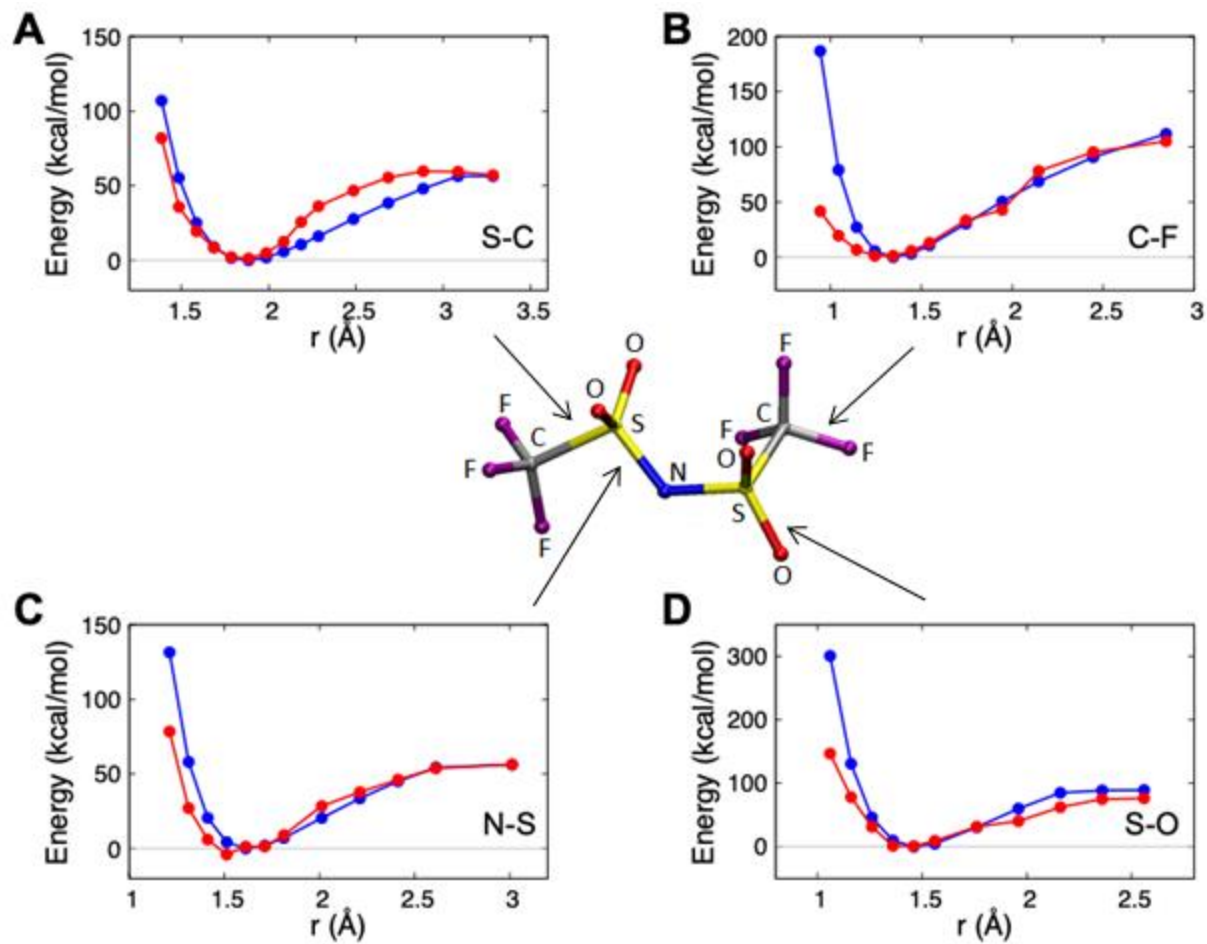 A
Energy (kcal/mol)
150
100
50
0
1.5
2
2.5
3
3.5
r (Å)
S-C
B
Energy (kcal/mol)
200
150
100
50
0
1
1.5
2
2.5
3
r (Å)
C-F
O
O
F
C
S
F
F
N
F
C
F
F
O
S
O
C
Energy (kcal/mol)
150
100
50
0
1
1.5
2
2.5
3
r (Å)
N-S
D
Energy (kcal/mol)
300
200
100
0
1
1.5
2
2.5
r (Å)
S-O